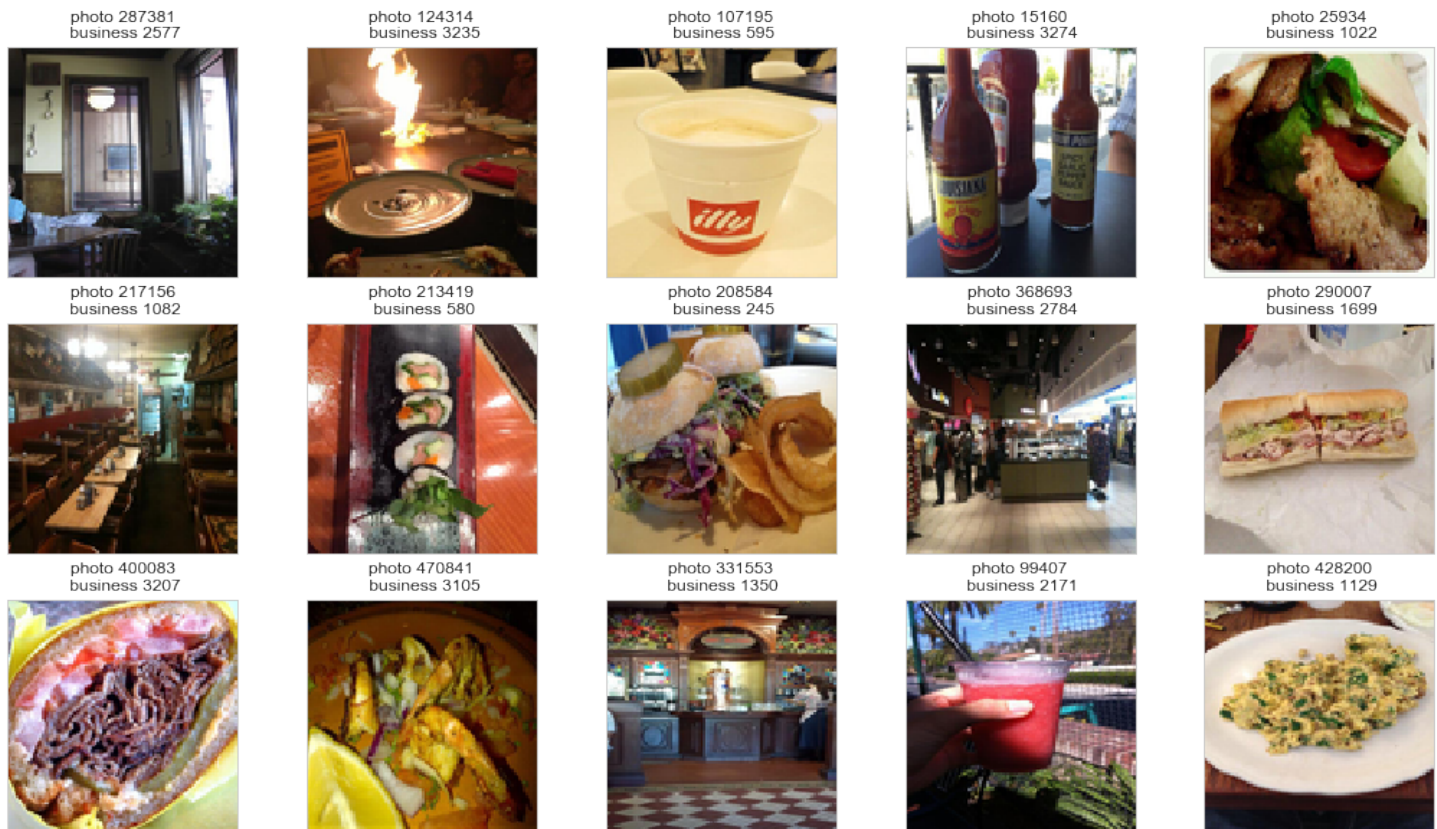 photo 287381
business 2577
photo 124314
business 3235
photo 107195
business 595
photo 15160
business 3274
photo 25934
business 1022
illy
LOUISIANA
photo 217156
business 1082
photo 213419
business 580
photo 208584
business 245
photo 368693
business 2784
photo 290007
business 1699
photo 400083
business 3207
photo 470841
business 3105
photo 331553
business 1350
photo 99407
business 2171
photo 428200
business 1129